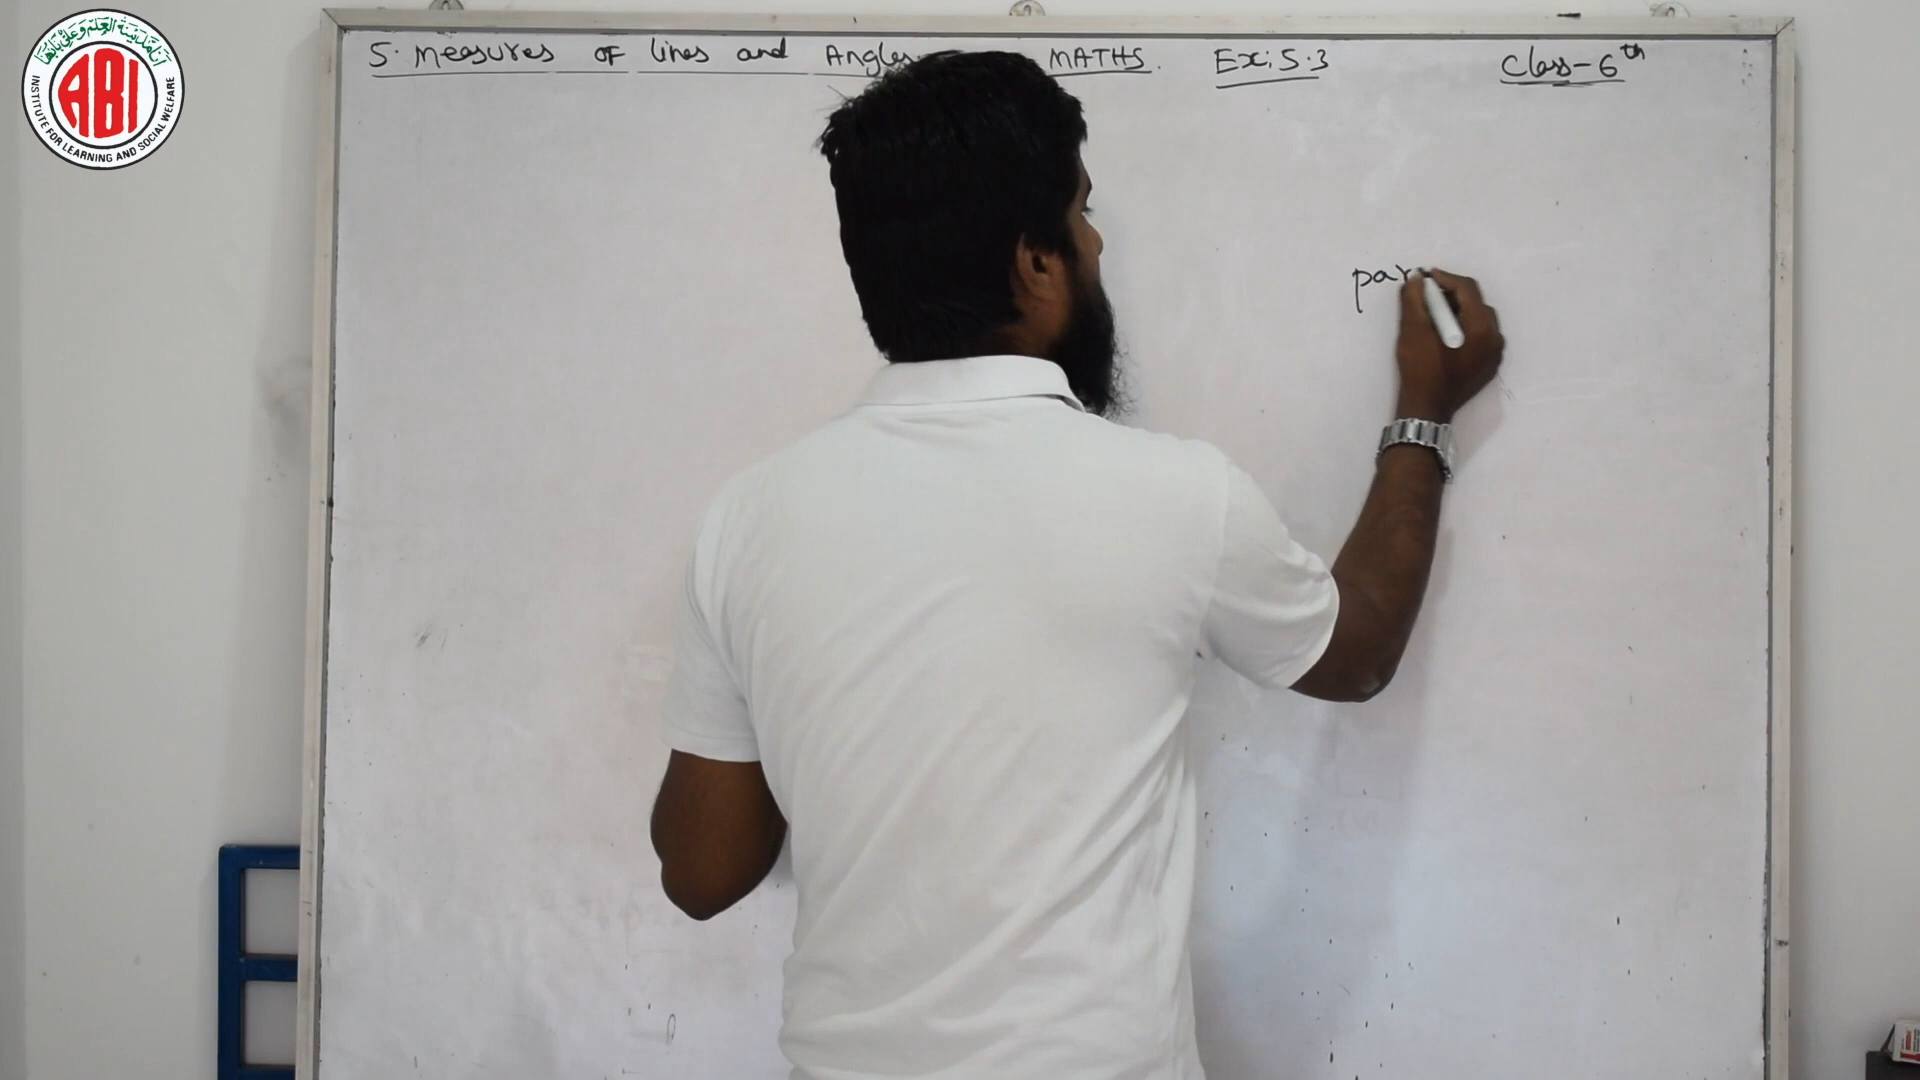 ABI
INSTITUTE FOR LEARNING AND SOCIAL WELFARE
5. Measures of lines and Angles MATHS. Ex: 5.3 Class-6th
par